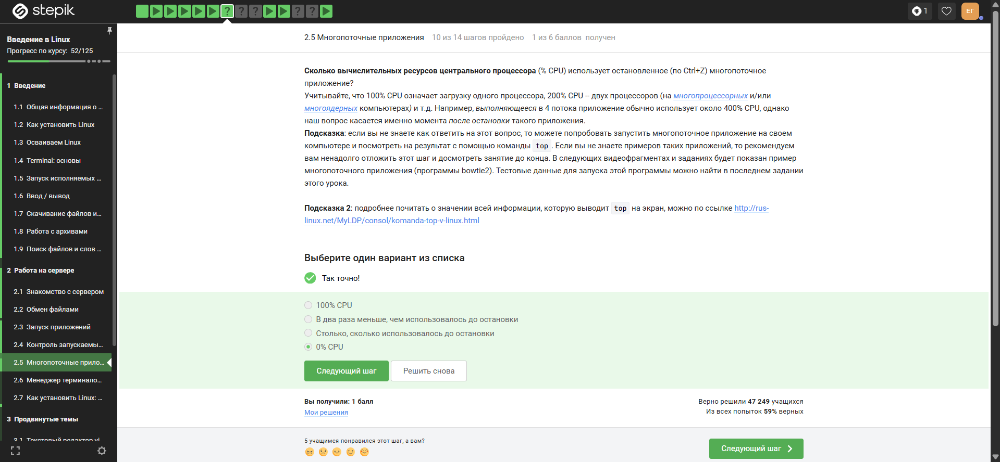 stepik
? ? ? ? ?
1
ЕГ
Введение в Linux
Прогресс по курсу: 52/125
1 Введение
1.1 Общая информация о ...
1.2 Как установить Linux
1.3 Осваиваем Linux
1.4 Terminal: основы
1.5 Запуск исполняемых ...
1.6 Ввод / вывод
1.7 Скачивание файлов и...
1.8 Работа с архивами
1.9 Поиск файлов и слов ...
2 Работа на сервере
2.1 Знакомство с сервером
2.2 Обмен файлами
2.3 Запуск приложений
2.4 Контроль запускаемы...
2.5 Многопоточные прило...
2.6 Менеджер терминало...
2.7 Как установить Linux: ...
3 Продвинутые темы
3.1 Текстовый редактор vi
2.5 Многопоточные приложения 10 из 14 шагов пройдено 1 из 6 баллов получен
Сколько вычислительных ресурсов центрального процессора (% CPU) использует остановленное (по Ctrl+Z) многопоточное
приложение?
Учитывайте, что 100% CPU означает загрузку одного процессора, 200% CPU -- двух процессоров (на многопроцессорных и/или
многоядерных компьютерах) и т.д. Например, выполняющееся в 4 потока приложение обычно использует около 400% CPU, однако
наш вопрос касается именно момента после остановки такого приложения.
Подсказка: если вы не знаете как ответить на этот вопрос, то можете попробовать запустить многопоточное приложение на своем
компьютере и посмотреть на результат с помощью команды top. Если вы не знаете примеров таких приложений, то рекомендуем
вам ненадолго отложить этот шаг и досмотреть занятие до конца. В следующих видеофрагментах и заданиях будет показан пример
многопоточного приложения (программы bowtie2). Тестовые данные для запуска этой программы можно найти в последнем задании
этого урока.
Подсказка 2: подробнее почитать о значении всей информации, которую выводит top на экран, можно по ссылке http://rus-
linux.net/MyLDP/consol/komanda-top-v-linux.html
Выберите один вариант из списка
Так точно!
100% CPU
В два раза меньше, чем использовалось до остановки
Столько, сколько использовалось до остановки
0% CPU
Следующий шаг Решить снова
Вы получили: 1 балл
Мои решения
Верно решили 47 249 учащихся
Из всех попыток 59% верных
5 учащимся понравился этот шаг, а вам?
Следующий шаг